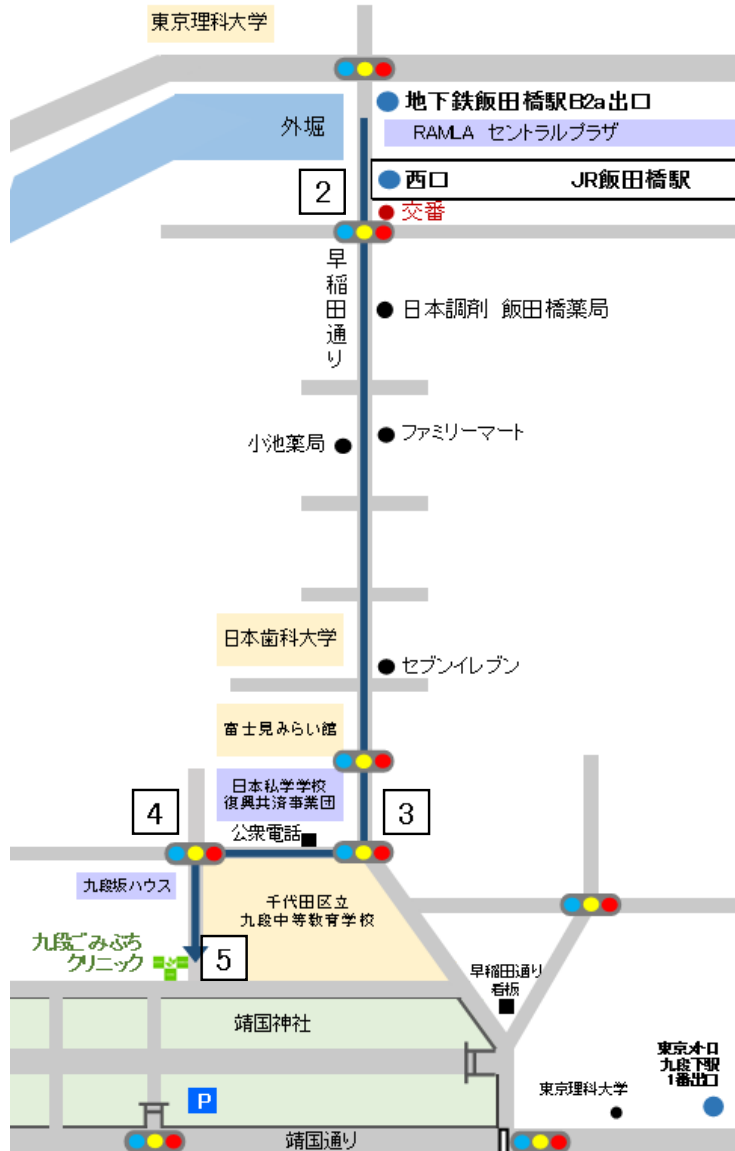 東京理科大学
地下鉄飯田橋駅B2a出口
外堀
RAMLA セントラルプラザ
2
西口 JR飯田橋駅
交番
早稲田通り
日本調剤 飯田橋薬局
ファミリーマート
小池薬局
日本歯科大学
セブンイレブン
富士見みらい館
日本私学学校
復興共済事業団
4
3
公衆電話
九段坂ハウス
千代田区立
九段中等教育学校
九段ごみぶち
クリニック
5
早稲田通り
看板
靖国神社
東京メトロ
九段下駅
1番出口
東京理科大学
P
靖国通り